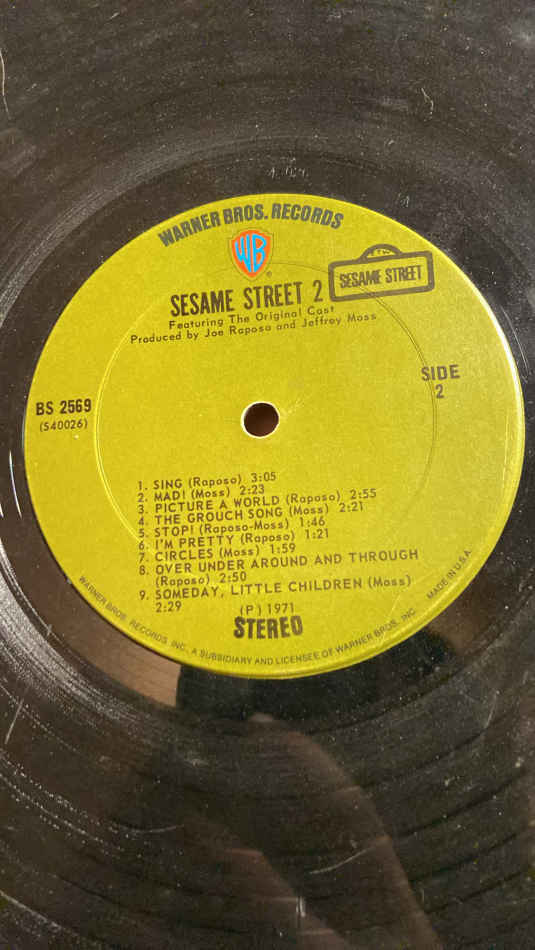 WARNER BROS. RECORDS
WB®
SESAME STREET
SESAME STREET 2
Featuring The Original Cast
Produced by Joe Raposo and Jeffrey Moss
SIDE
2
BS 2569
(S40026)
1. SING (Raposo) 3:05
2. MAD! (Moss) 2:23
3. PICTURE A WORLD (Raposo) 2:55
4. THE GROUCH SONG (Moss) 2:21
5. STOP! (Raposo-Moss) 1:46
6. I'M PRETTY (Raposo) 1:21
7. CIRCLES (Moss) 1:59
8. OVER UNDER AROUND AND THROUGH
(Raposo) 2:50
9. SOMEDAY, LITTLE CHILDREN (Moss)
2:29
(P) 1971
STEREO
WARNER BROS. RECORDS INC., A SUBSIDIARY AND LICENSEE OF WARNER BROS. INC. MADE IN U.S.A.